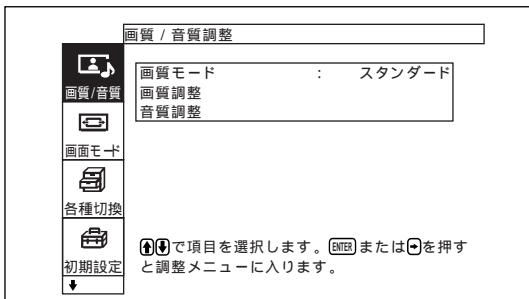 画質 / 音質調整
画質/音質
画面モード
各種切換
初期設定
画質モード : スタンダード
画質調整
音質調整
で項目を選択します。ENTERまたは を押す
と調整メニューに入ります。